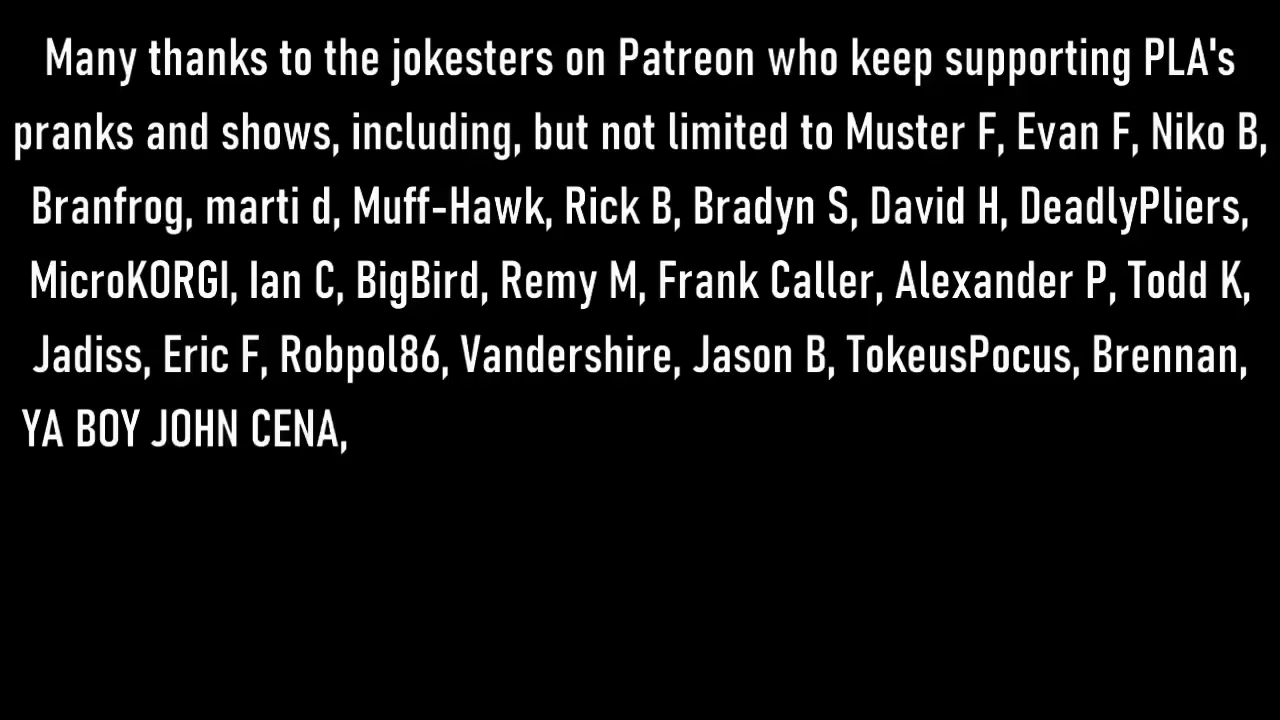 Many thanks to the jokesters on Patreon who keep supporting PLA's
pranks and shows, including, but not limited to Muster F, Evan F, Niko B,
Branfrog, marti d, Muff-Hawk, Rick B, Bradyn S, David H, DeadlyPliers,
MicroKORGI, Ian C, BigBird, Remy M, Frank Caller, Alexander P, Todd K,
Jadiss, Eric F, Robpol86, Vandershire, Jason B, TokeusPocus, Brennan,
YA BOY JOHN CENA,